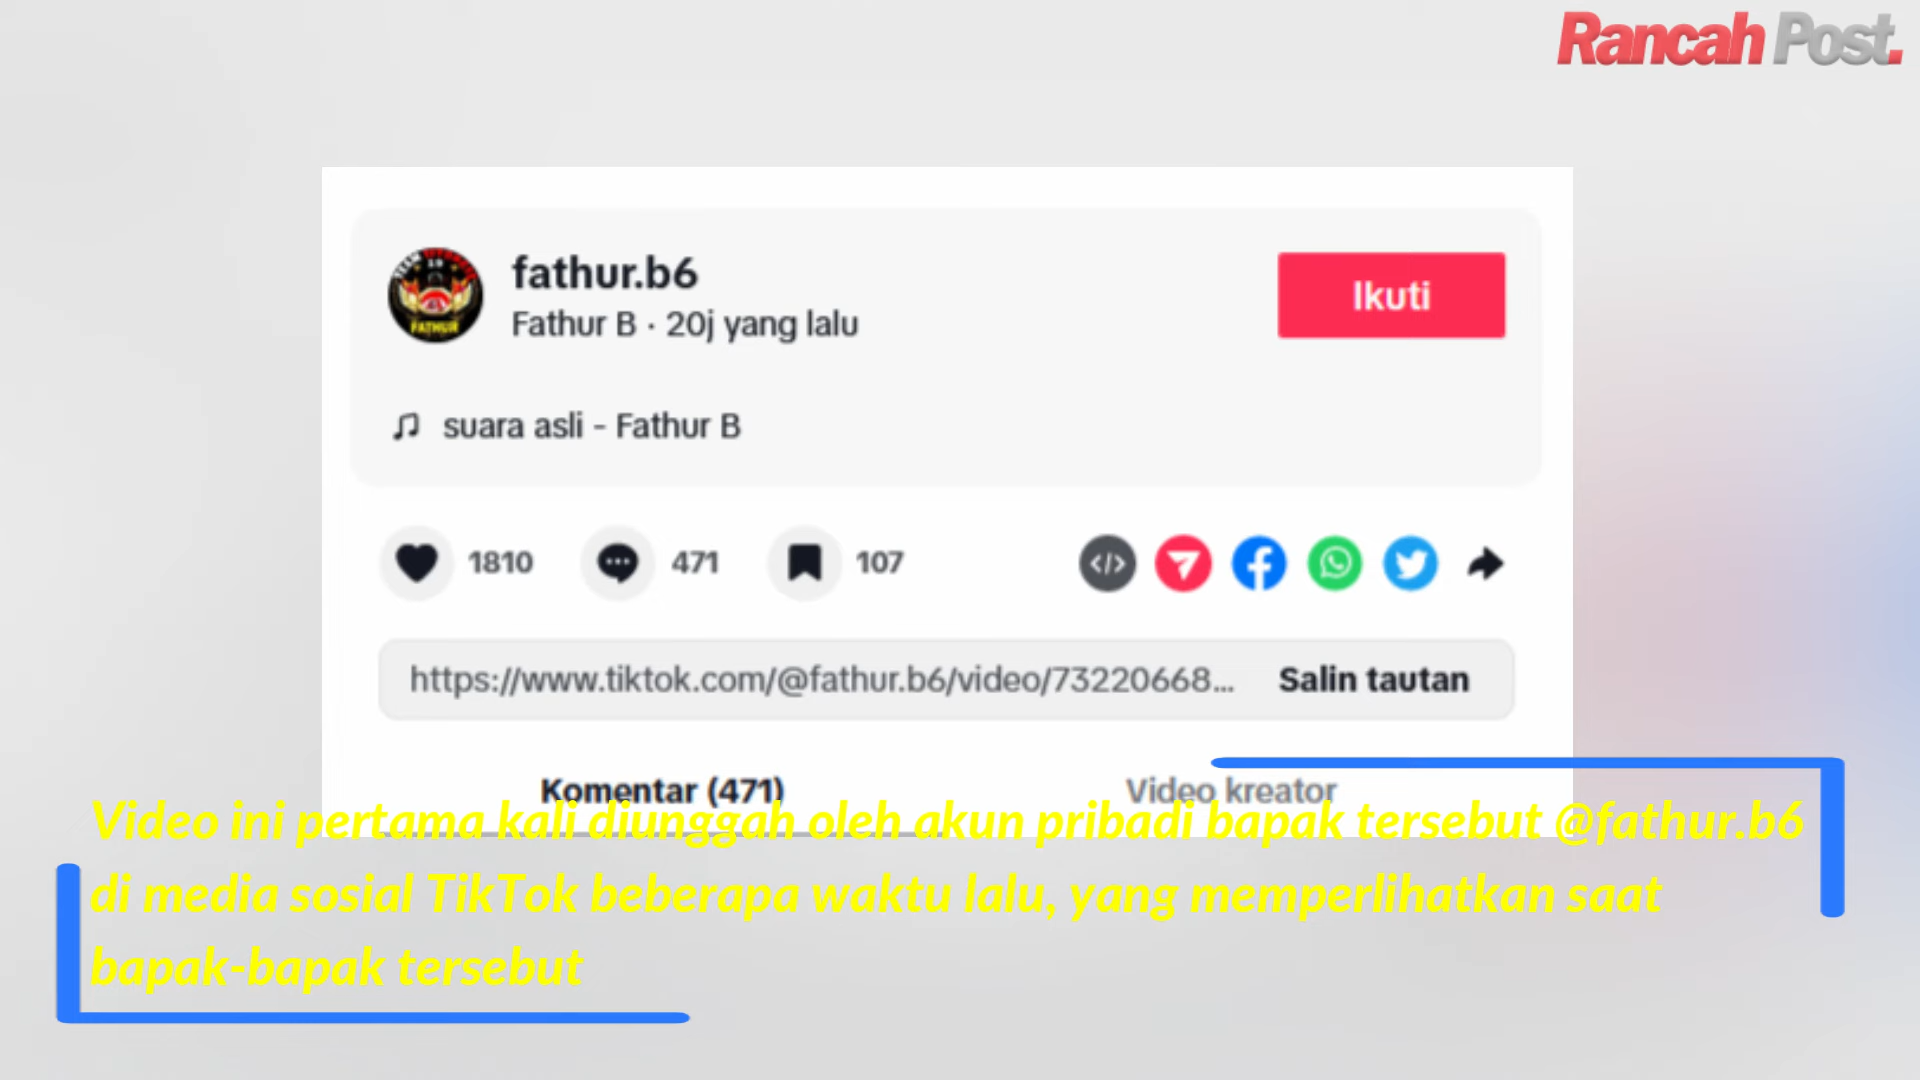 Rancah Post.
fathur.b6
Fathur B · 20j yang lalu
Ikuti
suara asli - Fathur B
1810
471
107
https://www.tiktok.com/@fathur.b6/video/73220668...
Salin tautan
Komentar (471)
Video kreator
Video ini pertama kali diunggah oleh akun pribadi bapak tersebut @fathur.b6
di media sosial TikTok beberapa waktu lalu, yang memperlihatkan saat
bapak-bapak tersebut